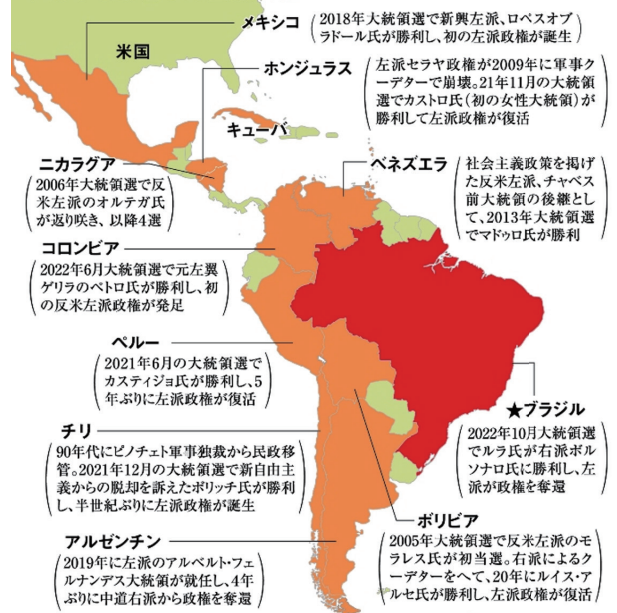 メキシコ
2018年大統領選で新興左派、ロペスオブ
ラドール氏が勝利し、初の左派政権が誕生
米国
ホンジュラス
左派セラヤ政権が2009年に軍事ク
ーデターで崩壊。21年11月の大統領
選でカストロ氏(初の女性大統領)が
勝利して左派政権が復活
キューバ
ニカラグア
2006年大統領選で反
米左派のオルテガ氏
が返り咲き、以降4選
ベネズエラ
社会主義政策を掲げ
た反米左派、チャベス
前大統領の後継とし
て、2013年大統領選
でマドゥロ氏が勝利
コロンビア
2022年6月大統領選で元左翼
ゲリラのペトロ氏が勝利し、初
の反米左派政権が発足
ペルー
2021年6月の大統領選で
カスティジョ氏が勝利し、5
年ぶりに左派政権が復活
★ブラジル
2022年10月大統領選
でルラ氏が右派ボル
ソナロ氏に勝利し、左
派が政権を奪還
チリ
90年代にピノチェト軍事独裁から民政移
管。2021年12月の大統領選で新自由主
義からの脱却を訴えたボリッチ氏が勝利
し、半世紀ぶりに左派政権が誕生
ボリビア
2005年大統領選で反米左派のモ
ラレス氏が初当選。右派によるク
ーデターをへて、20年にルイス・ア
ルセ氏が勝利し、左派政権が復活
アルゼンチン
2019年に左派のアルベルト・フェ
ルナンデス大統領が就任し、4年
ぶりに中道右派から政権を奪還